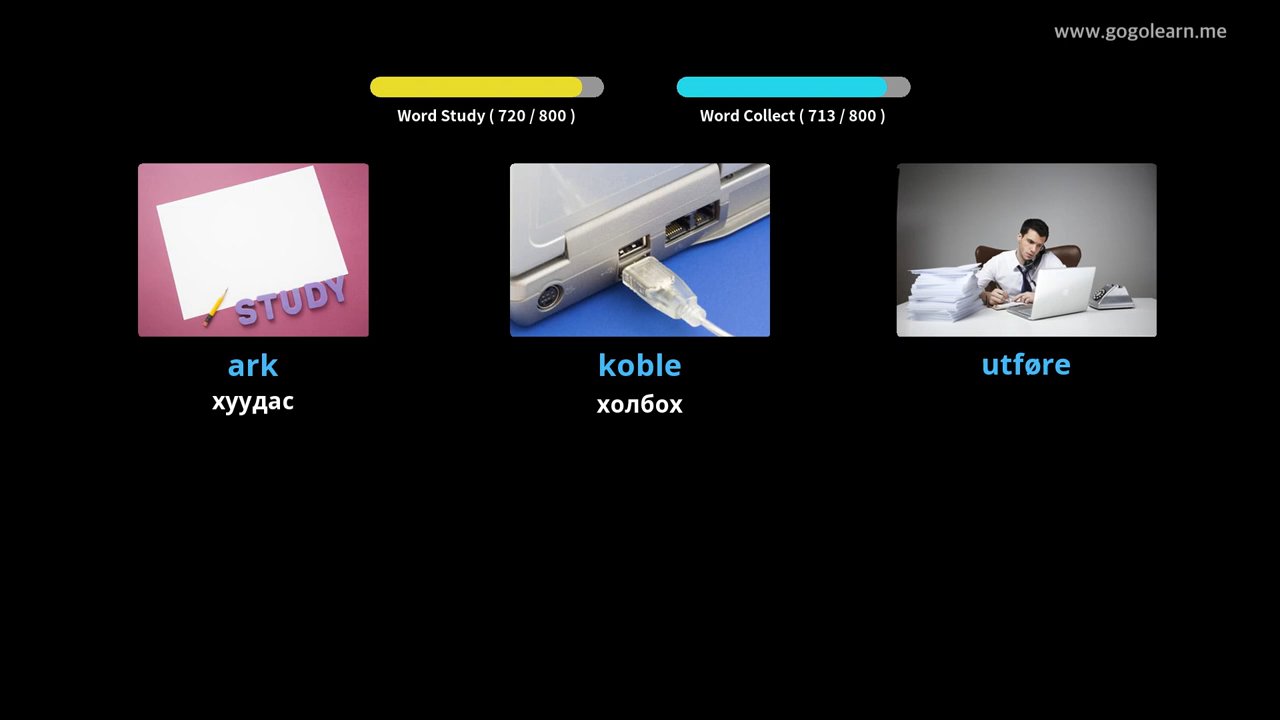 www.gogolearn.me
Word Study ( 720 / 800 )
Word Collect ( 713 / 800 )
STUDY
ark
хуудас
koble
холбох
utføre